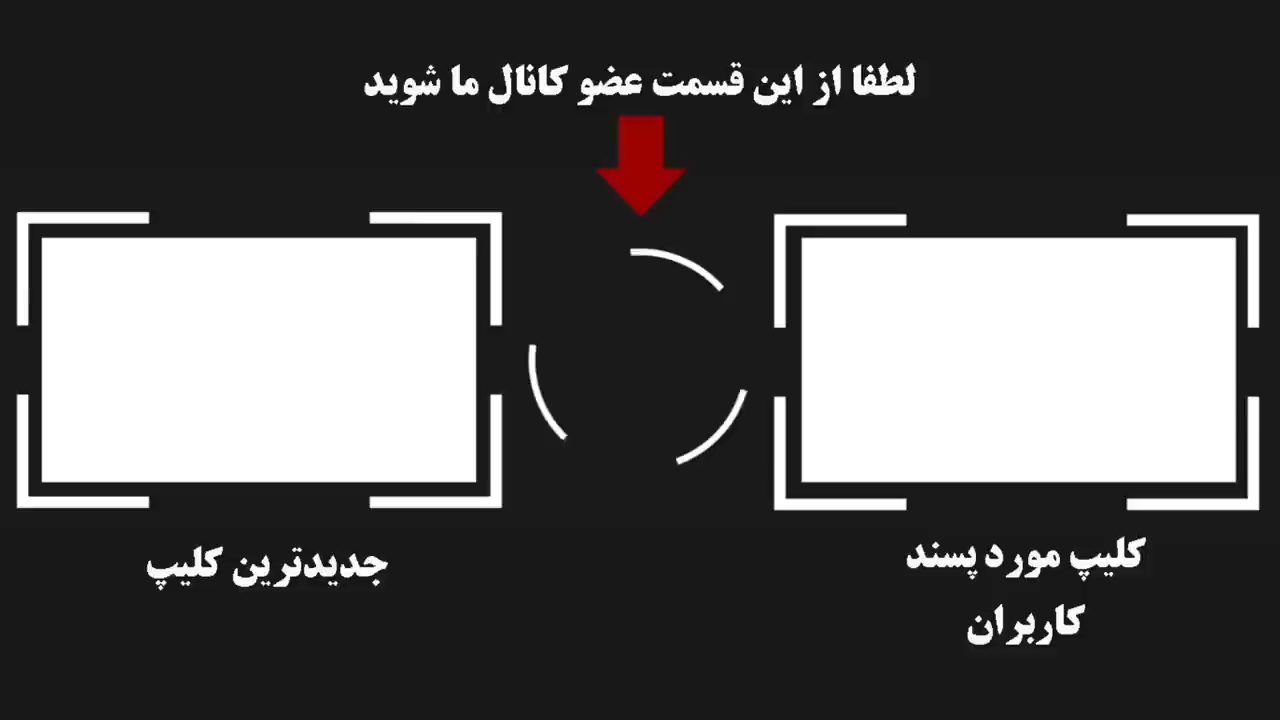 لطفا از این قسمت عضو کانال ما شوید
کلیپ مورد پسند
کاربران
جدیدترین کلیپ